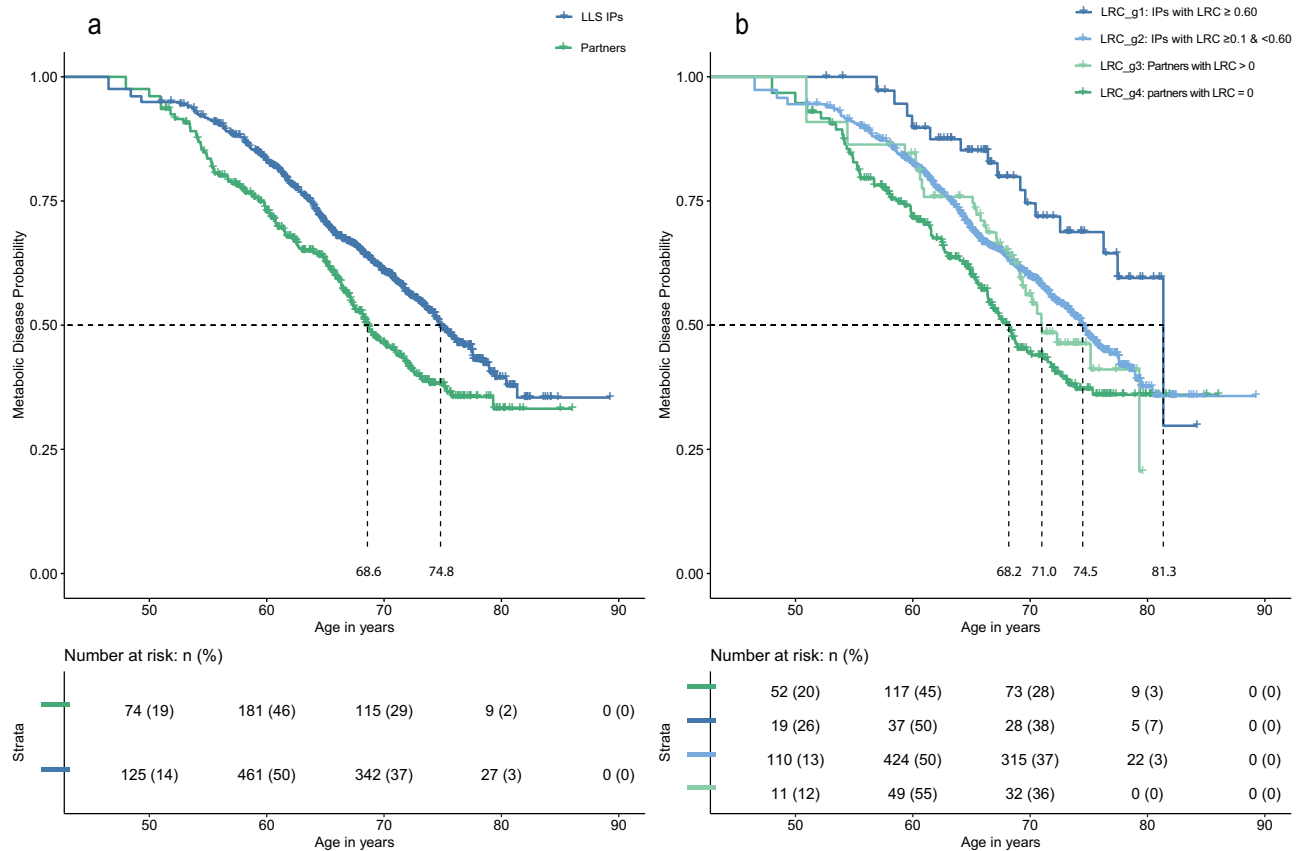 a
LLS IPs
Partners
Metabolic Disease Probability
1.00
0.75
0.50
0.25
0.00
68.6 74.8
50 60 70 80 90
Age in years
Number at risk: n (%)
Strata
74 (19) 181 (46) 115 (29) 9 (2) 0 (0)
125 (14) 461 (50) 342 (37) 27 (3) 0 (0)
50 60 70 80 90
Age in years
b
LRC_g1: IPs with LRC ≥ 0.60
LRC_g2: IPs with LRC ≥0.1 & <0.60
LRC_g3: Partners with LRC > 0
LRC_g4: partners with LRC = 0
Metabolic Disease Probability
1.00
0.75
0.50
0.25
0.00
68.2 71.0 74.5 81.3
50 60 70 80 90
Age in years
Number at risk: n (%)
Strata
52 (20) 117 (45) 73 (28) 9 (3) 0 (0)
19 (26) 37 (50) 28 (38) 5 (7) 0 (0)
110 (13) 424 (50) 315 (37) 22 (3) 0 (0)
11 (12) 49 (55) 32 (36) 0 (0) 0 (0)
50 60 70 80 90
Age in years